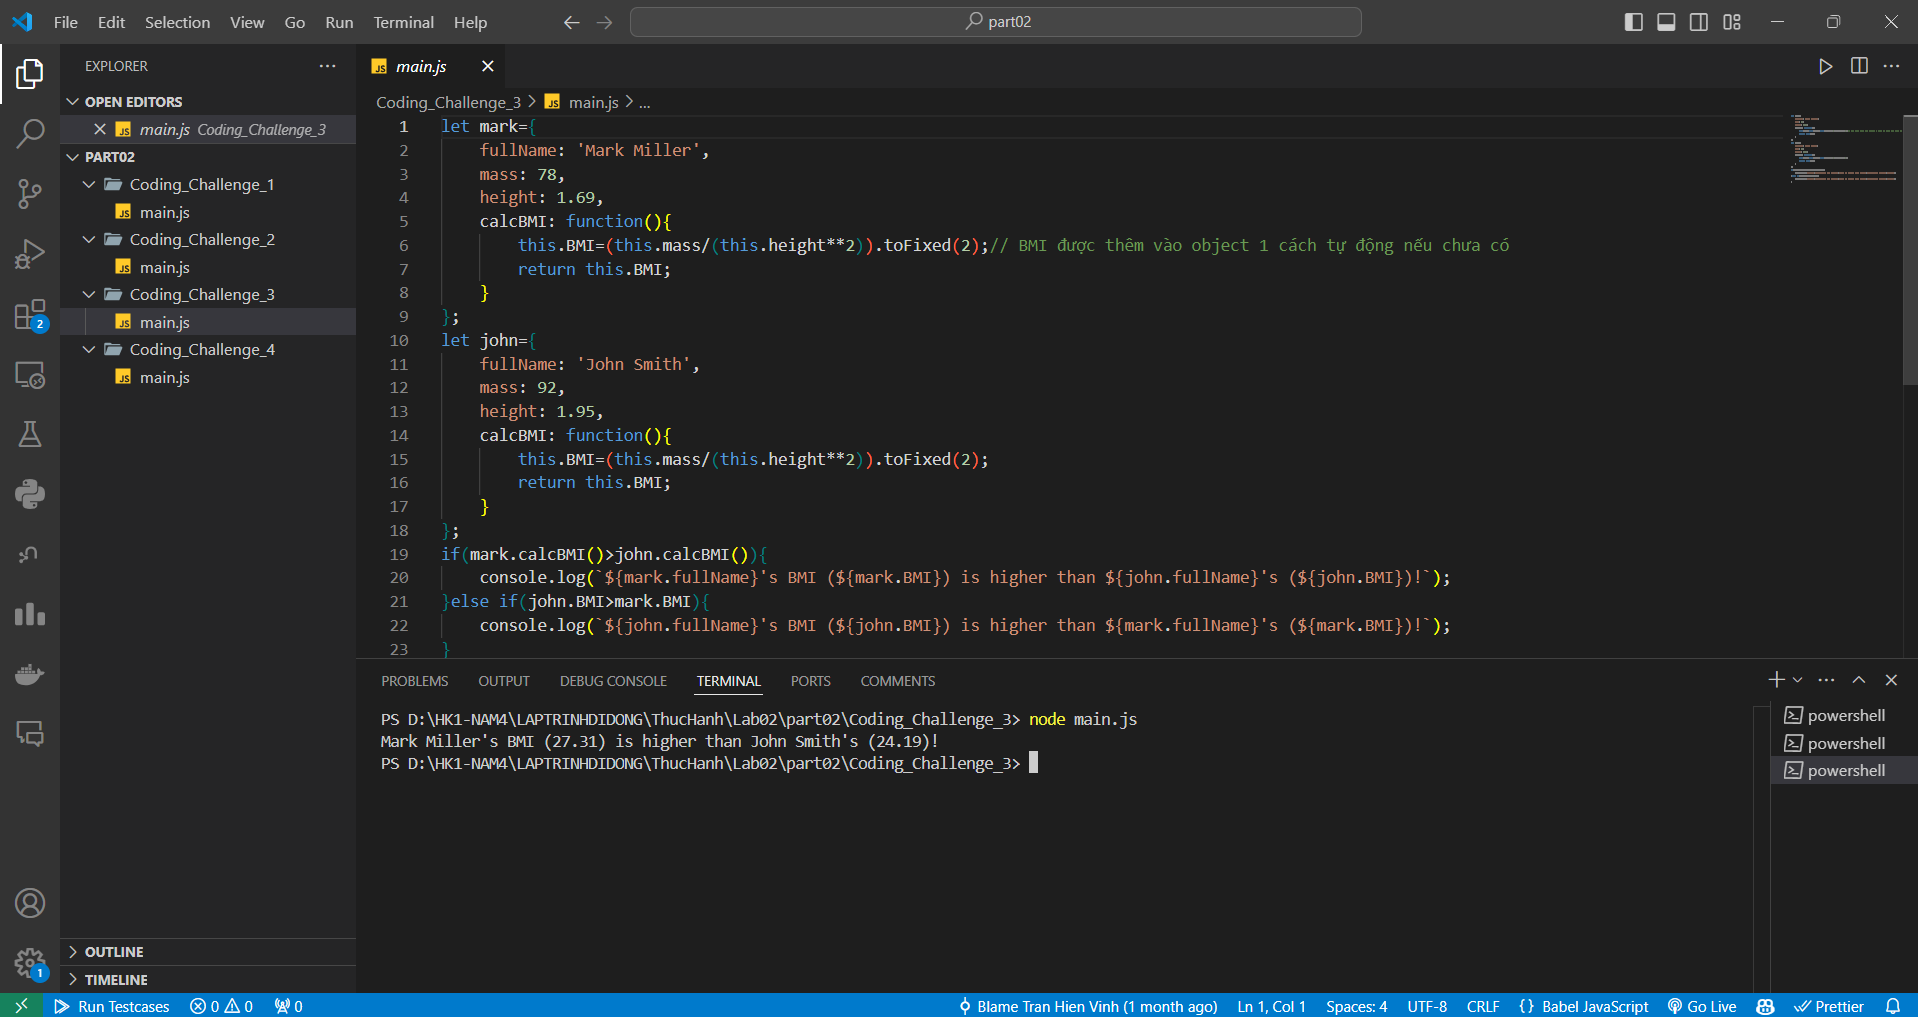 File Edit Selection View Go Run Terminal Help
part02
EXPLORER
OPEN EDITORS
main.js Coding_Challenge_3
PART02
Coding_Challenge_1
main.js
Coding_Challenge_2
main.js
Coding_Challenge_3
main.js
Coding_Challenge_4
main.js
OUTLINE
TIMELINE
main.js
Coding_Challenge_3 > main.js > ...
1 let mark={
2 fullName: 'Mark Miller',
3 mass: 78,
4 height: 1.69,
5 calcBMI: function(){
6 this.BMI=(this.mass/(this.height**2)).toFixed(2);// BMI được thêm vào object 1 cách tự động nếu chưa có
7 return this.BMI;
8 }
9 };
10 let john={
11 fullName: 'John Smith',
12 mass: 92,
13 height: 1.95,
14 calcBMI: function(){
15 this.BMI=(this.mass/(this.height**2)).toFixed(2);
16 return this.BMI;
17 }
18 };
19 if(mark.calcBMI()>john.calcBMI()){
20 console.log(`${mark.fullName}'s BMI (${mark.BMI}) is higher than ${john.fullName}'s (${john.BMI})!`);
21 }else if(john.BMI>mark.BMI){
22 console.log(`${john.fullName}'s BMI (${john.BMI}) is higher than ${mark.fullName}'s (${mark.BMI})!`);
23 }
PROBLEMS OUTPUT DEBUG CONSOLE TERMINAL PORTS COMMENTS
PS D:\HK1-NAM4\LAPTRINHDIDONG\ThucHanh\Lab02\part02\Coding_Challenge_3> node main.js
Mark Miller's BMI (27.31) is higher than John Smith's (24.19)!
PS D:\HK1-NAM4\LAPTRINHDIDONG\ThucHanh\Lab02\part02\Coding_Challenge_3>
powershell
powershell
powershell
2
1
Run Testcases 0 0 0 Blame Tran Hien Vinh (1 month ago) Ln 1, Col 1 Spaces: 4 UTF-8 CRLF {} Babel JavaScript Go Live Prettier